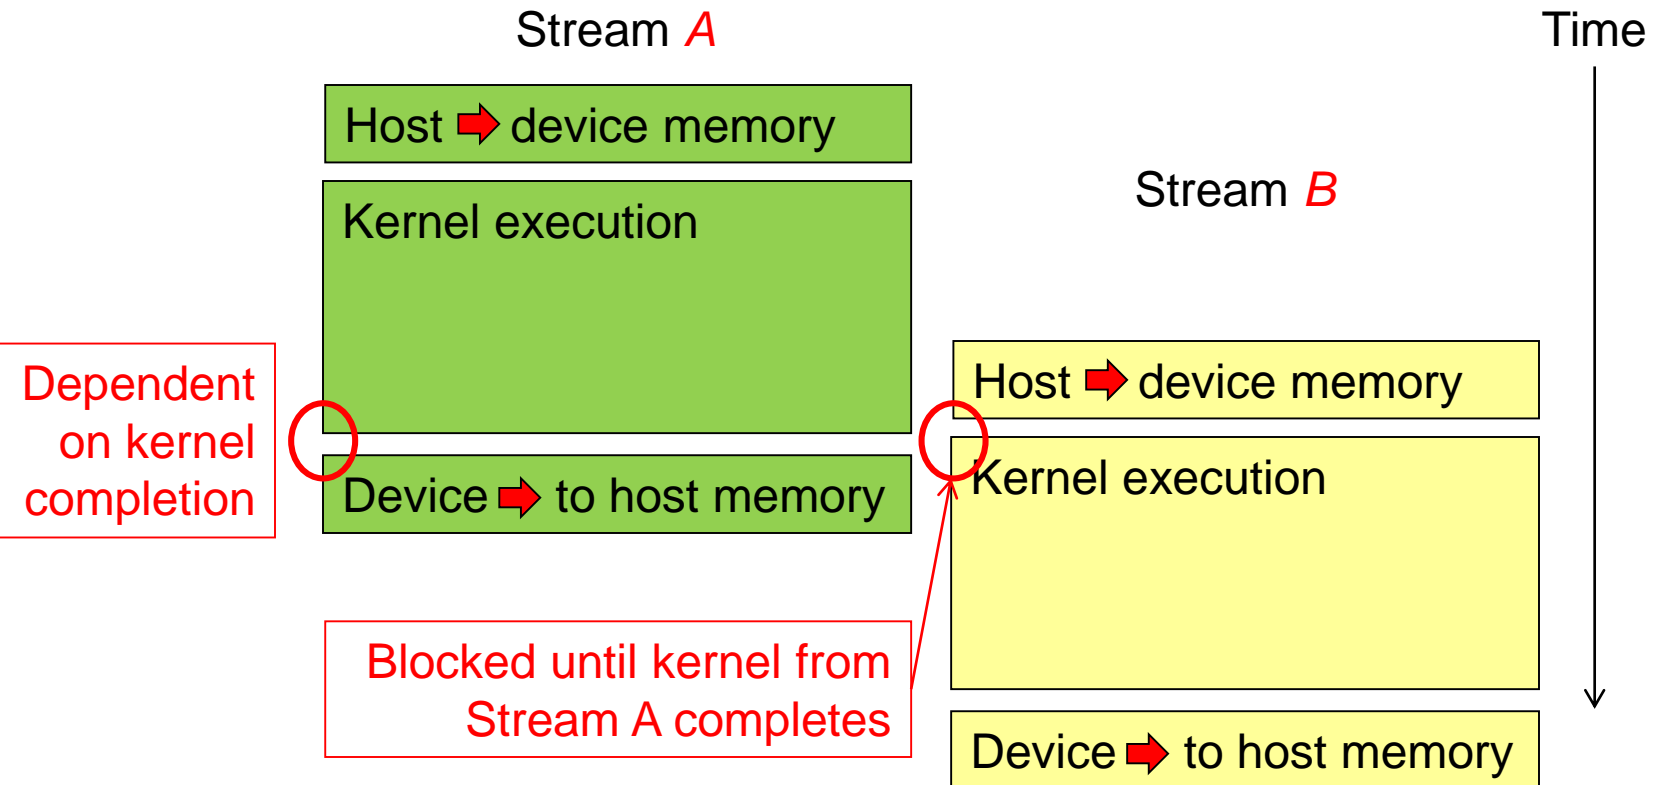 Stream A
Time
Host device memory
Kernel execution
Stream B
Dependent
on kernel
completion
Host device memory
Device to host memory
Kernel execution
Blocked until kernel from
Stream A completes
Device to host memory